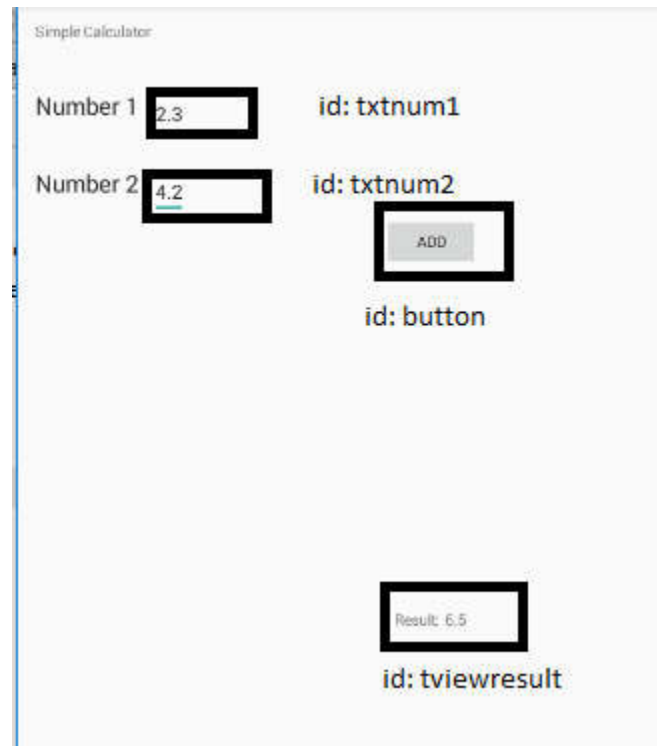 Simple Calculator
Number 1 2.3 id: txtnum1
Number 2 4.2 id: txtnum2
ADD
id: button
Result: 6.5
id: tviewresult